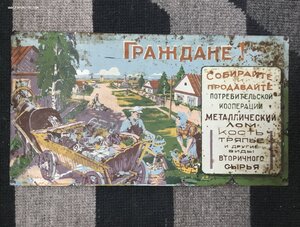 ГРАЖДАНЕ!
СОБИРАЙТЕ
И
ПРОДАВАЙТЕ
ПОТРЕБИТЕЛЬСКОЙ
КООПЕРАЦИИ
МЕТАЛЛИЧЕСКИЙ
ЛОМ
КОСТЬ
ТРЯПЬЕ
И ДРУГИЕ
ВИДЫ
ВТОРИЧНОГО
СЫРЬЯ